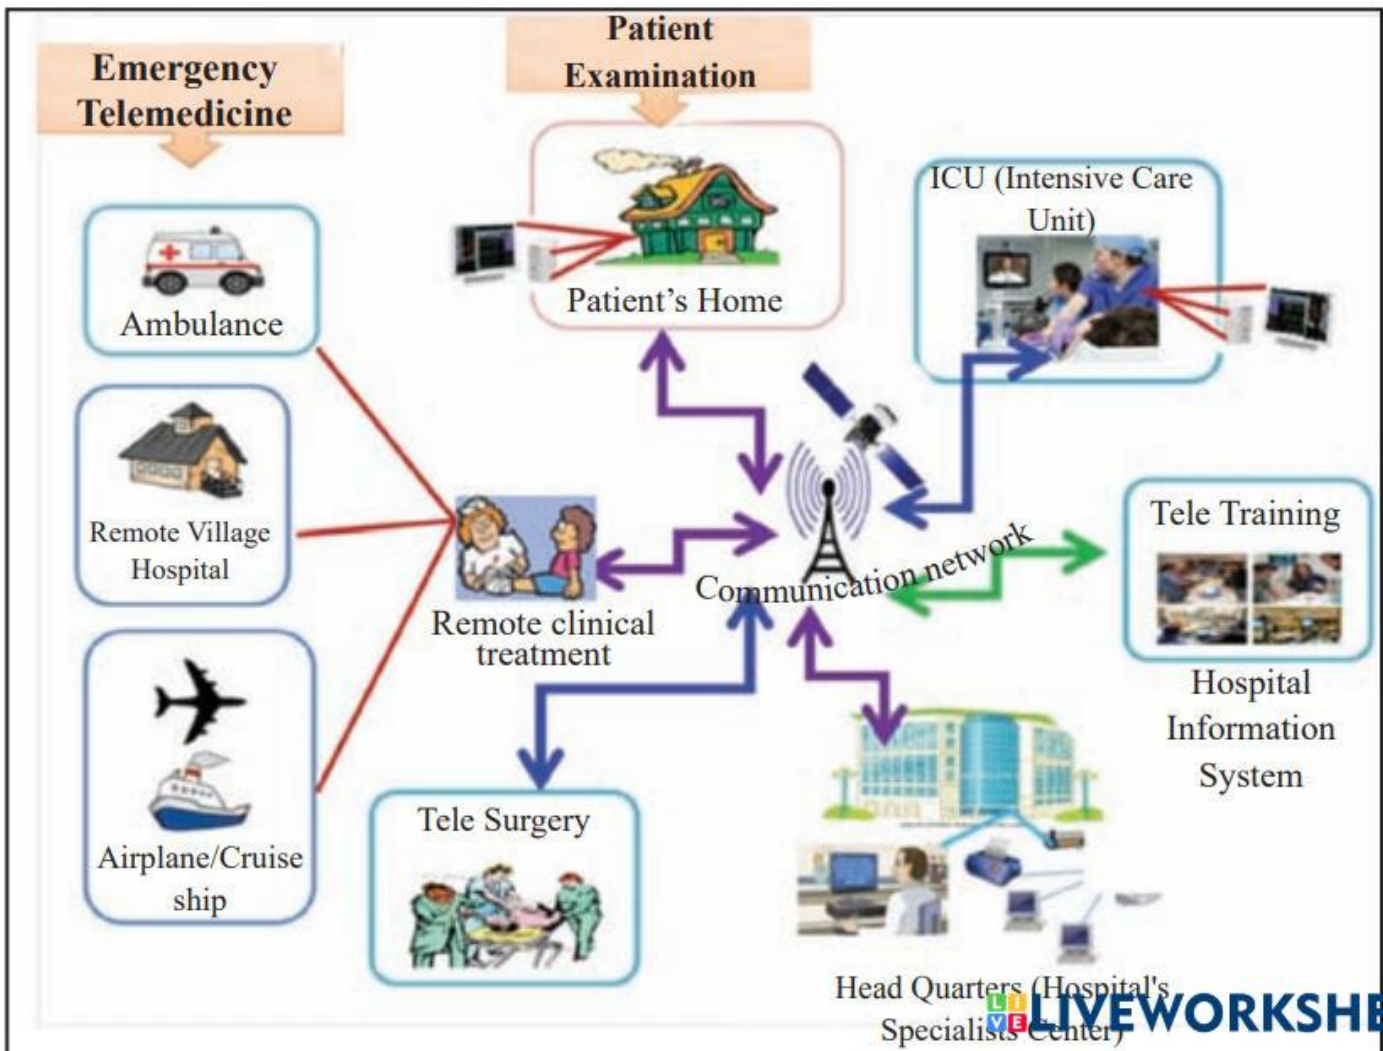 Emergency
Telemedicine
Patient
Examination
Ambulance
Remote Village
Hospital
Airplane/Cruise
ship
Patient's Home
ICU (Intensive Care
Unit)
Remote clinical
treatment
Communication network
Tele Training
Hospital
Information
System
Tele Surgery
Head Quarters (Hospital's
Specialists Center)
LIVE LIVEWORKSHE